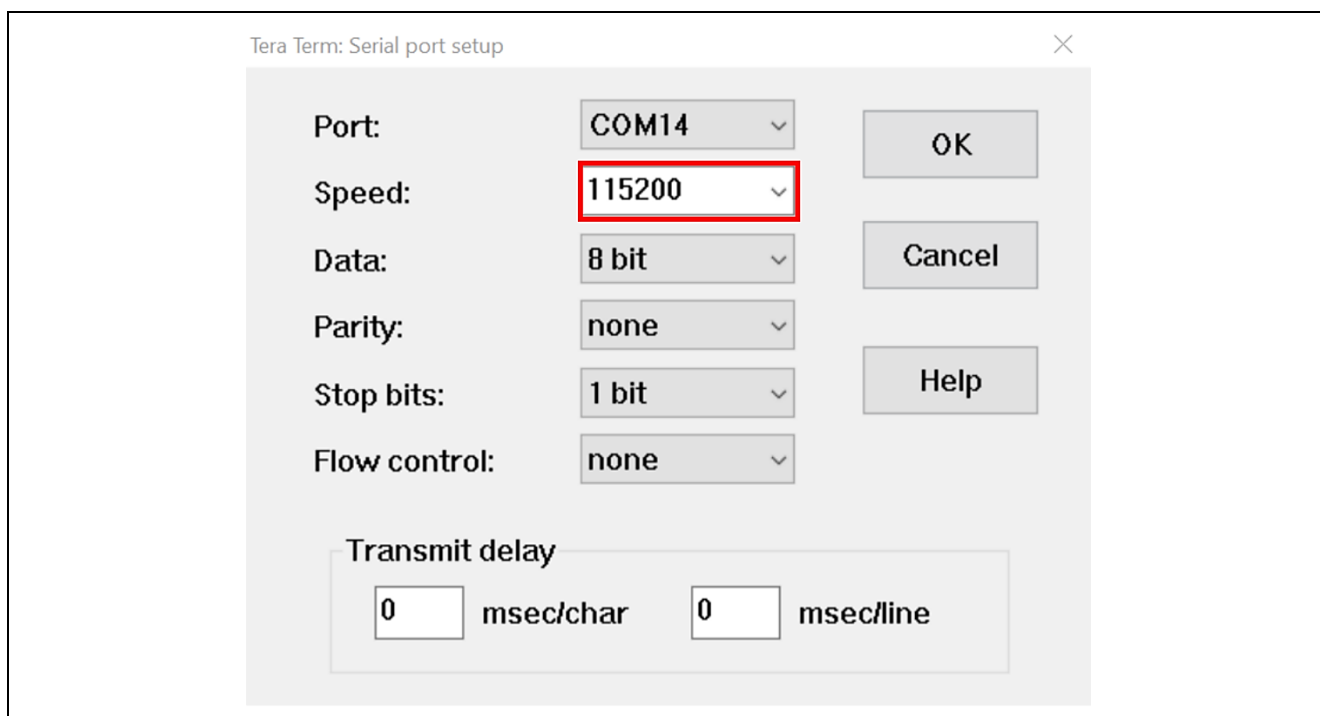 Tera Term: Serial port setup
Port: COM14 OK
Speed: 115200
Data: 8 bit Cancel
Parity: none
Stop bits: 1 bit Help
Flow control: none
Transmit delay
0 msec/char 0 msec/line